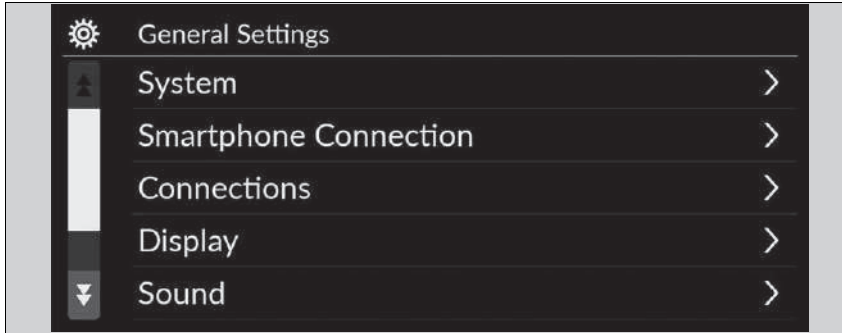 General Settings
System
Smartphone Connection
Connections
Display
Sound